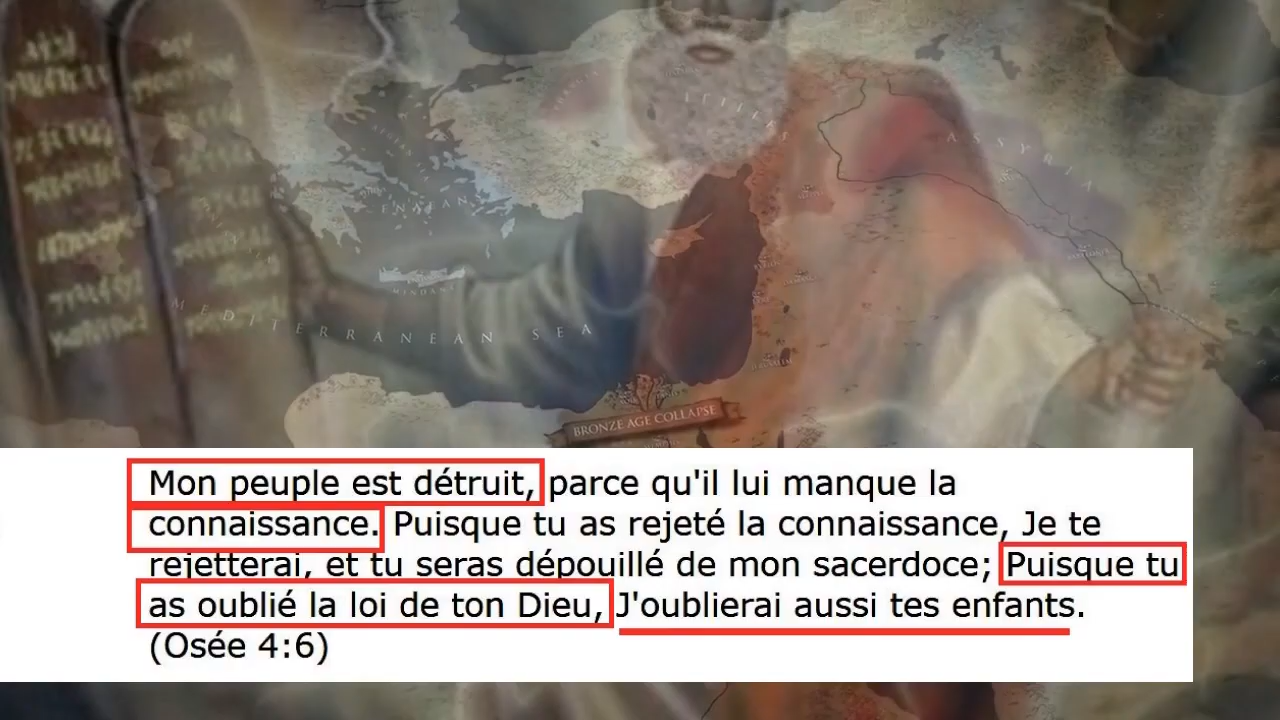 ASSYRIA
MEDITERRANEAN SEA
BRONZE AGE COLLAPSE
Mon peuple est détruit, parce qu'il lui manque la
connaissance. Puisque tu as rejeté la connaissance, Je te
rejetterai, et tu seras dépouillé de mon sacerdoce; Puisque tu
as oublié la loi de ton Dieu, J'oublierai aussi tes enfants.
(Osée 4:6)